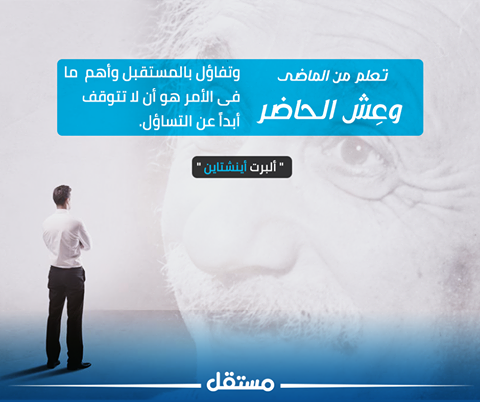 تعلم من الماضى
وعِش الحاضر
وتفاؤل بالمستقبل وأهم ما
فى الأمر هو أن لا تتوقف
أبداً عن التساؤل.
" ألبرت أينشتاين "
مستقل